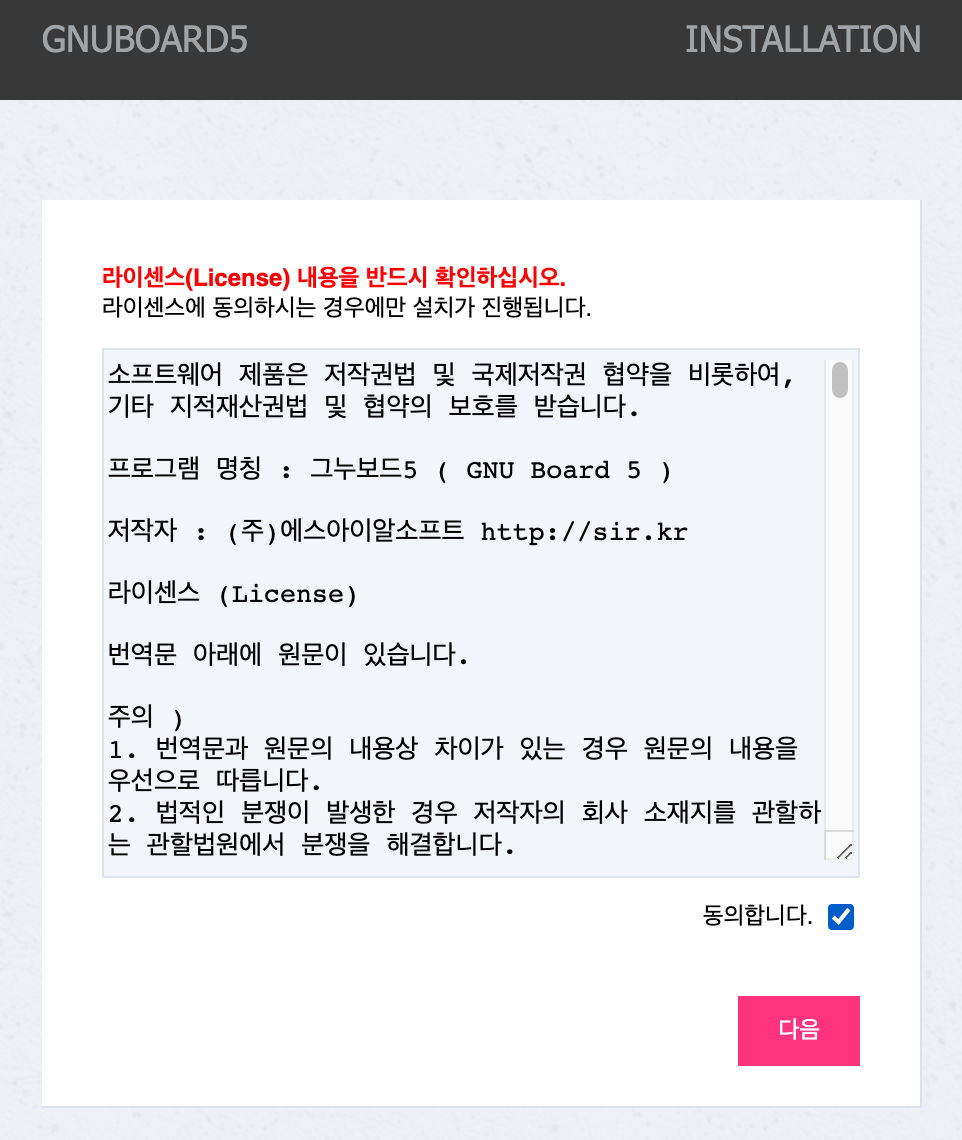 GNUBOARD5
INSTALLATION
라이센스(License) 내용을 반드시 확인하십시오.
라이센스에 동의하시는 경우에만 설치가 진행됩니다.
소프트웨어 제품은 저작권법 및 국제저작권 협약을 비롯하여,
기타 지적재산권법 및 협약의 보호를 받습니다.
프로그램 명칭 : 그누보드5 ( GNU Board 5 )
저작자 : (주)에스아이알소프트 http://sir.kr
라이센스 (License)
번역문 아래에 원문이 있습니다.
주의 )
1. 번역문과 원문의 내용상 차이가 있는 경우 원문의 내용을
우선으로 따릅니다.
2. 법적인 분쟁이 발생한 경우 저작자의 회사 소재지를 관할하
는 관할법원에서 분쟁을 해결합니다.
동의합니다.
다음